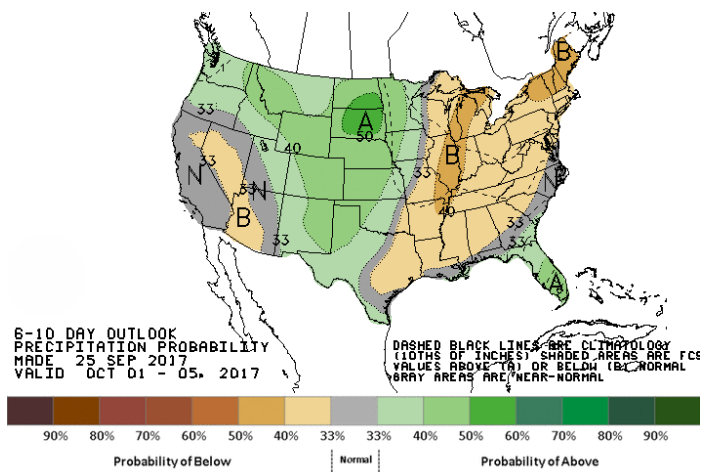 B
33
A
50
40
N
33
B
33
33
N
B
40
33
N
33
33
A
6-10 DAY OUTLOOK
PRECIPITATION PROBABILITY
MADE 25 SEP 2017
VALID OCT 01 - 05, 2017
DASHED BLACK LINES ARE CLIMATOLOGY
(10THS OF INCHES) SHADED AREAS ARE FCST
VALUES ABOVE (A) OR BELOW (B) NORMAL
GRAY AREAS ARE NEAR-NORMAL
90% 80% 70% 60% 50% 40% 33% 33% 40% 50% 60% 70% 80% 90%
Probability of Below Normal Probability of Above